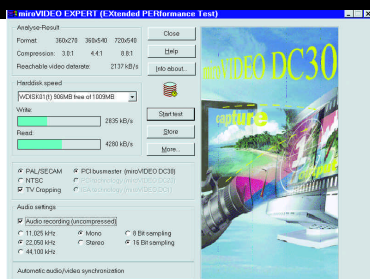 miroVIDEO EXPERT (EXtended PERformance Test)
Analyse-Result
Format: 360x270 360x540 720x540
Compression: 3.0:1 4.4:1 8.8:1
Reachable video datarate: 2137 kB/s
Close
Help
Info about...
Harddisk speed
WDISK01(f) 906MB free of 1009MB
Write:
2835 kB/s
Read:
4280 kB/s
Start test
Store
More...
PAL/SECAM
NTSC
TV Cropping
PCI busmaster (miroVIDEO DC30)
Audio settings
Audio recording (uncompressed)
11,025 kHz Mono 8 Bit sampling
22,050 kHz Stereo 16 Bit sampling
44,100 kHz
Automatic audio/video synchronization
miroVIDEO DC30
capture